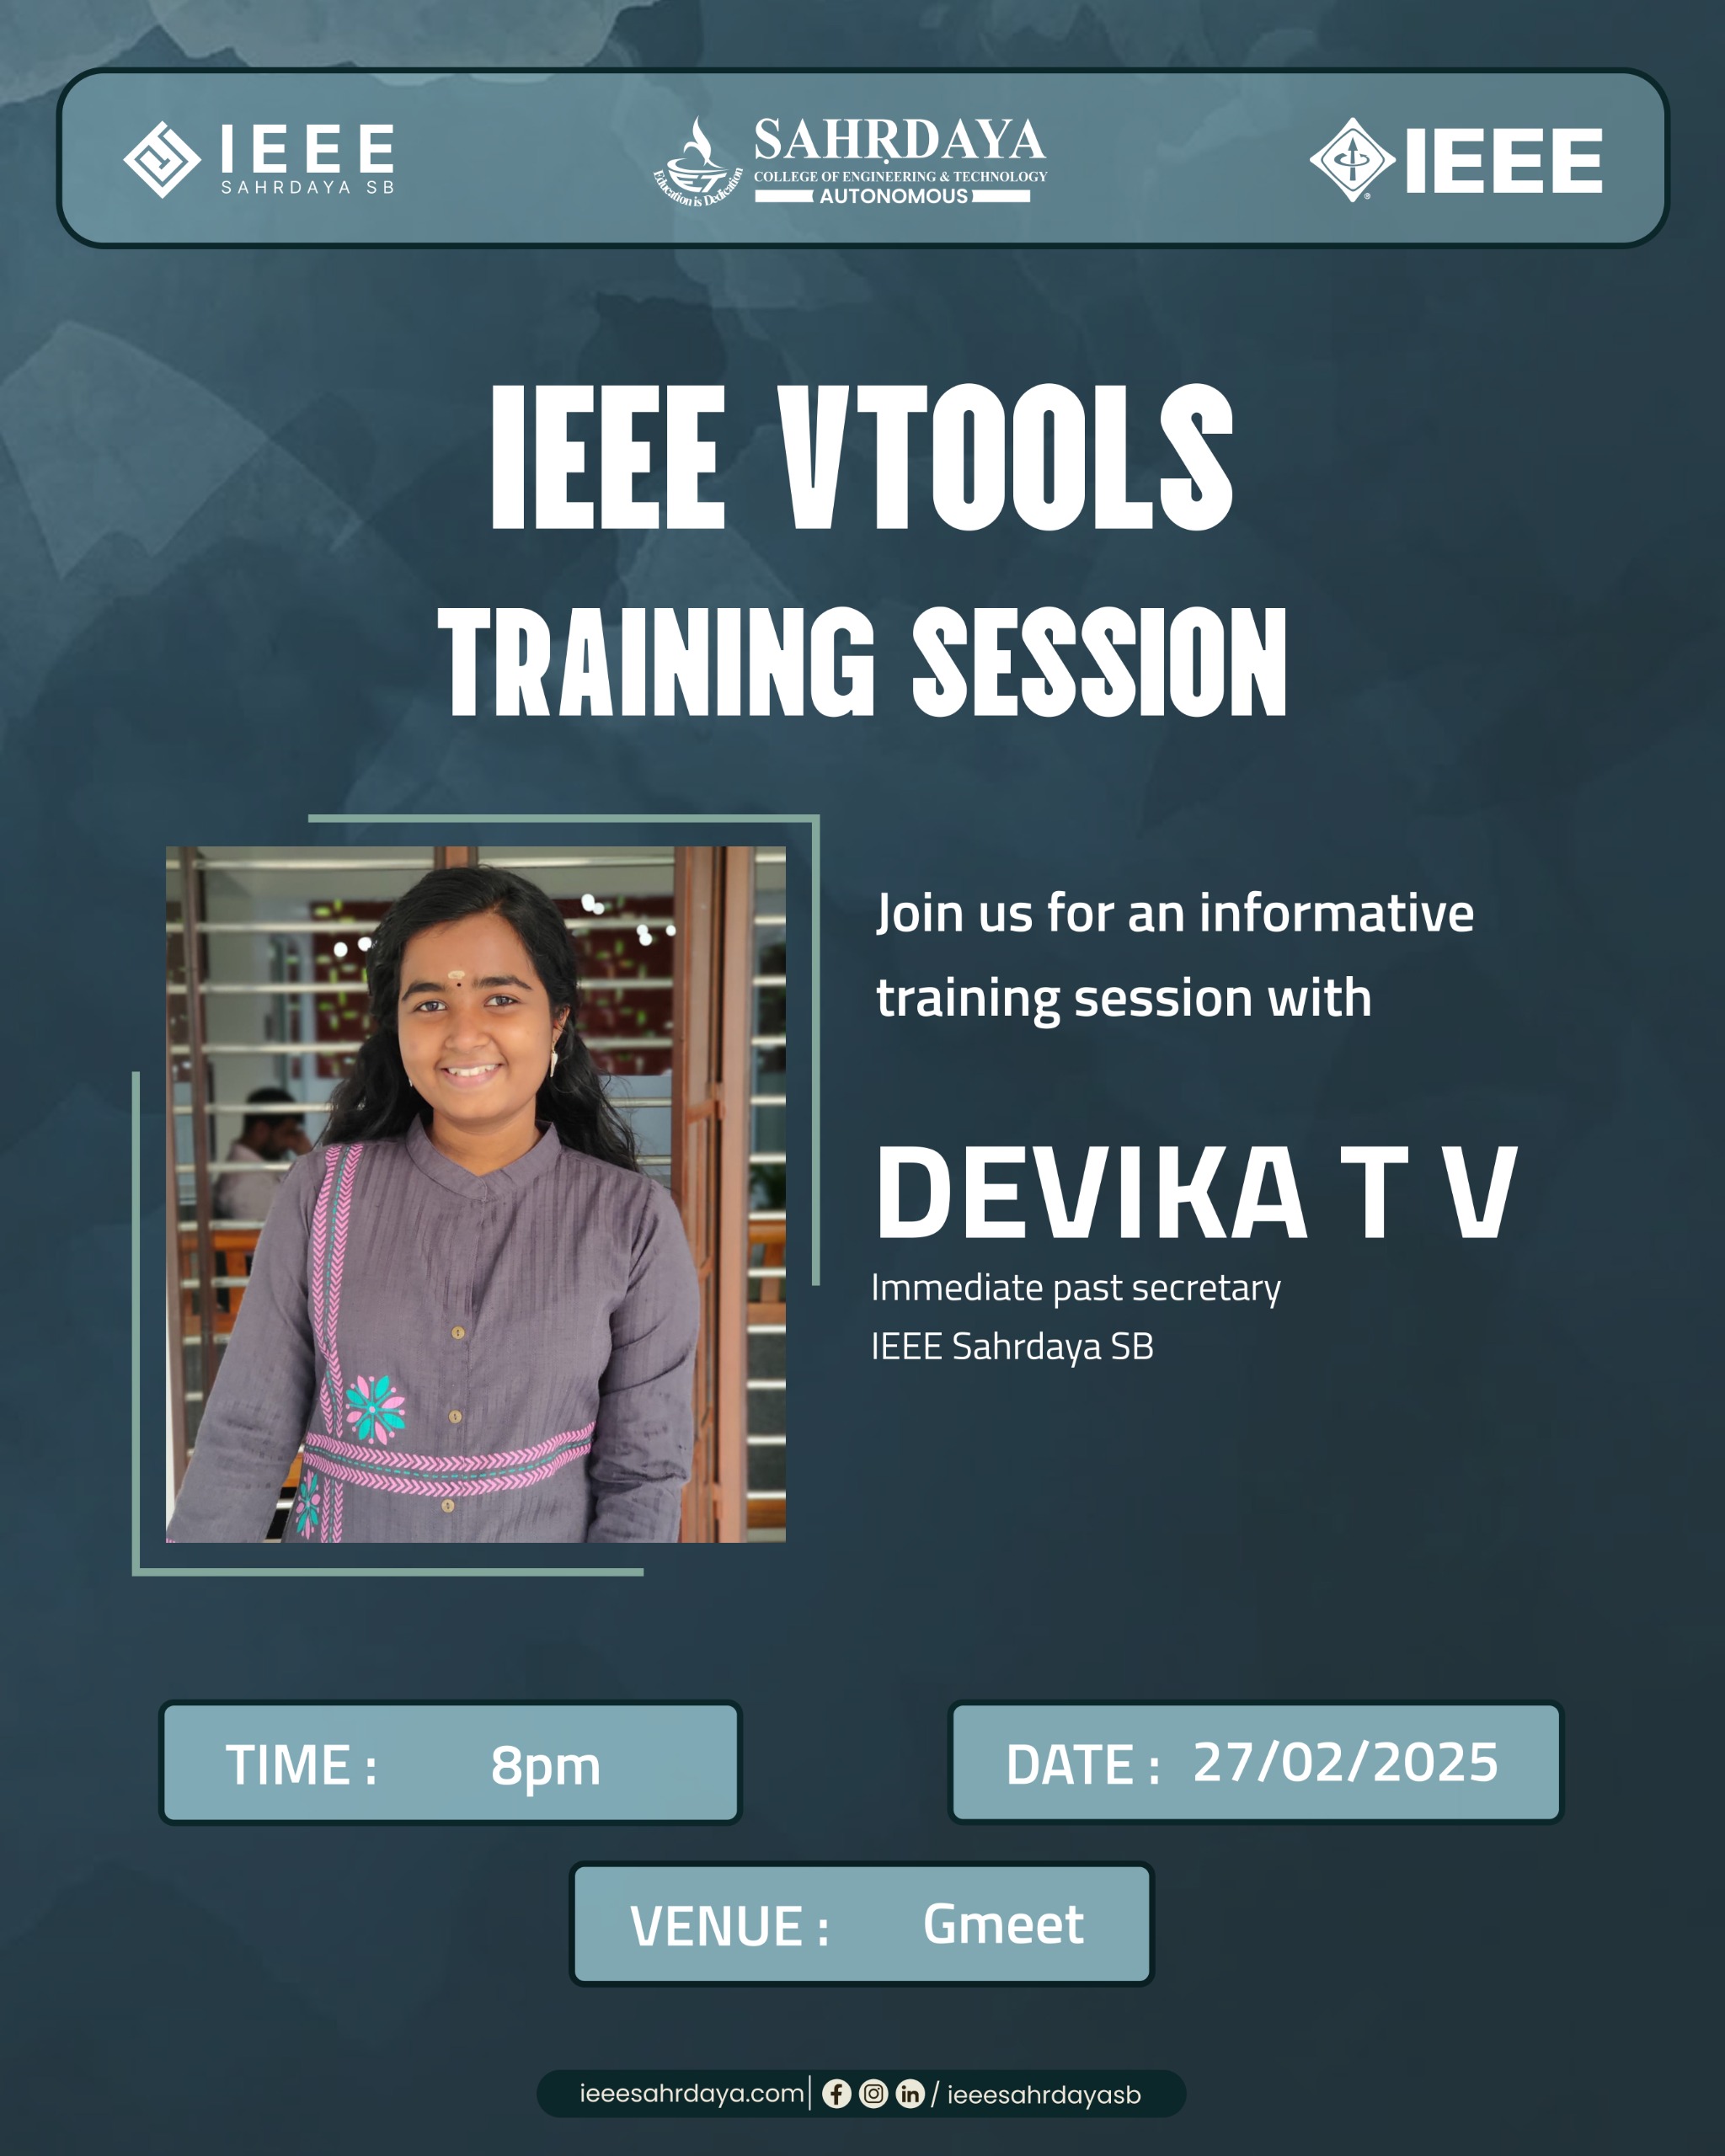 IEEE
SAHRDAYA SB
Education is Dedication
SAHṚDAYA
COLLEGE OF ENGINEERING & TECHNOLOGY
AUTONOMOUS
IEEE
IEEE VTOOLS
TRAINING SESSION
Join us for an informative
training session with
DEVIKA T V
Immediate past secretary
IEEE Sahrdaya SB
TIME : 8pm
DATE : 27/02/2025
VENUE : Gmeet
ieeesahrdaya.com| / ieeesahrdayasb